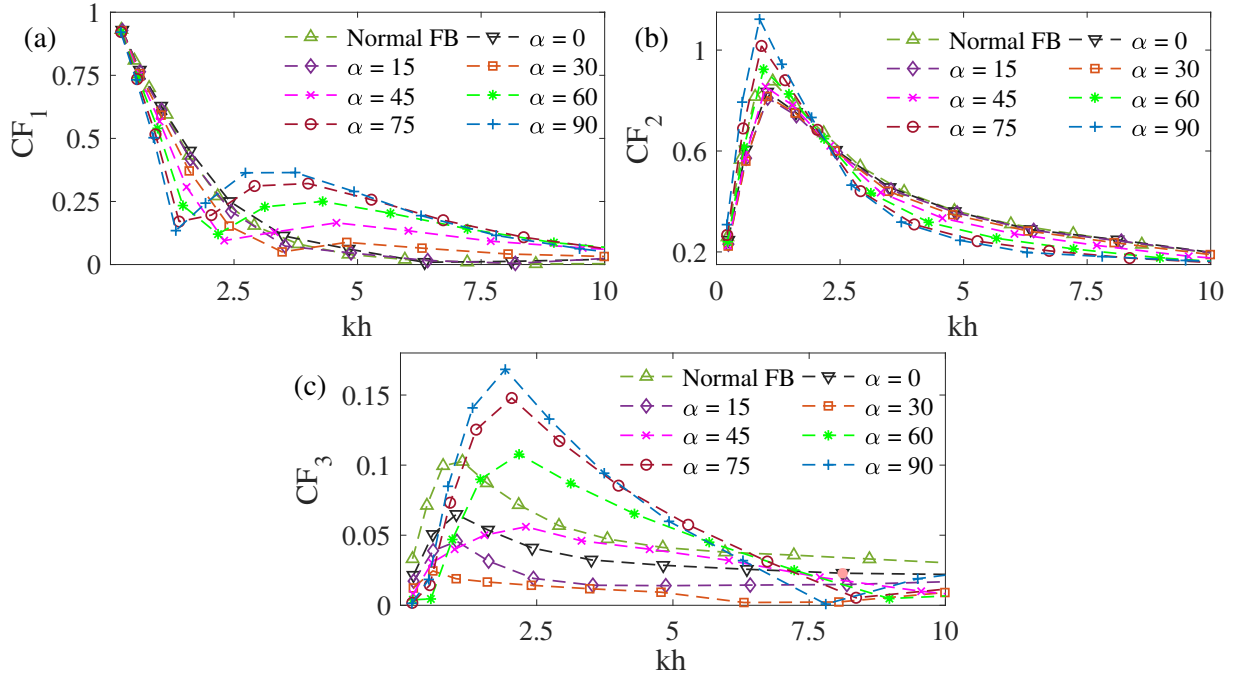 (a)
CF1
1
0.75
0.5
0.25
0
2.5 5 7.5 10
kh
Normal FB α = 0
α = 15 α = 30
α = 45 α = 60
α = 75 α = 90
(b)
CF2
1
0.6
0.2
0 2.5 5 7.5 10
kh
Normal FB α = 0
α = 15 α = 30
α = 45 α = 60
α = 75 α = 90
(c)
CF3
0.15
0.1
0.05
0
2.5 5 7.5 10
kh
Normal FB α = 0
α = 15 α = 30
α = 45 α = 60
α = 75 α = 90